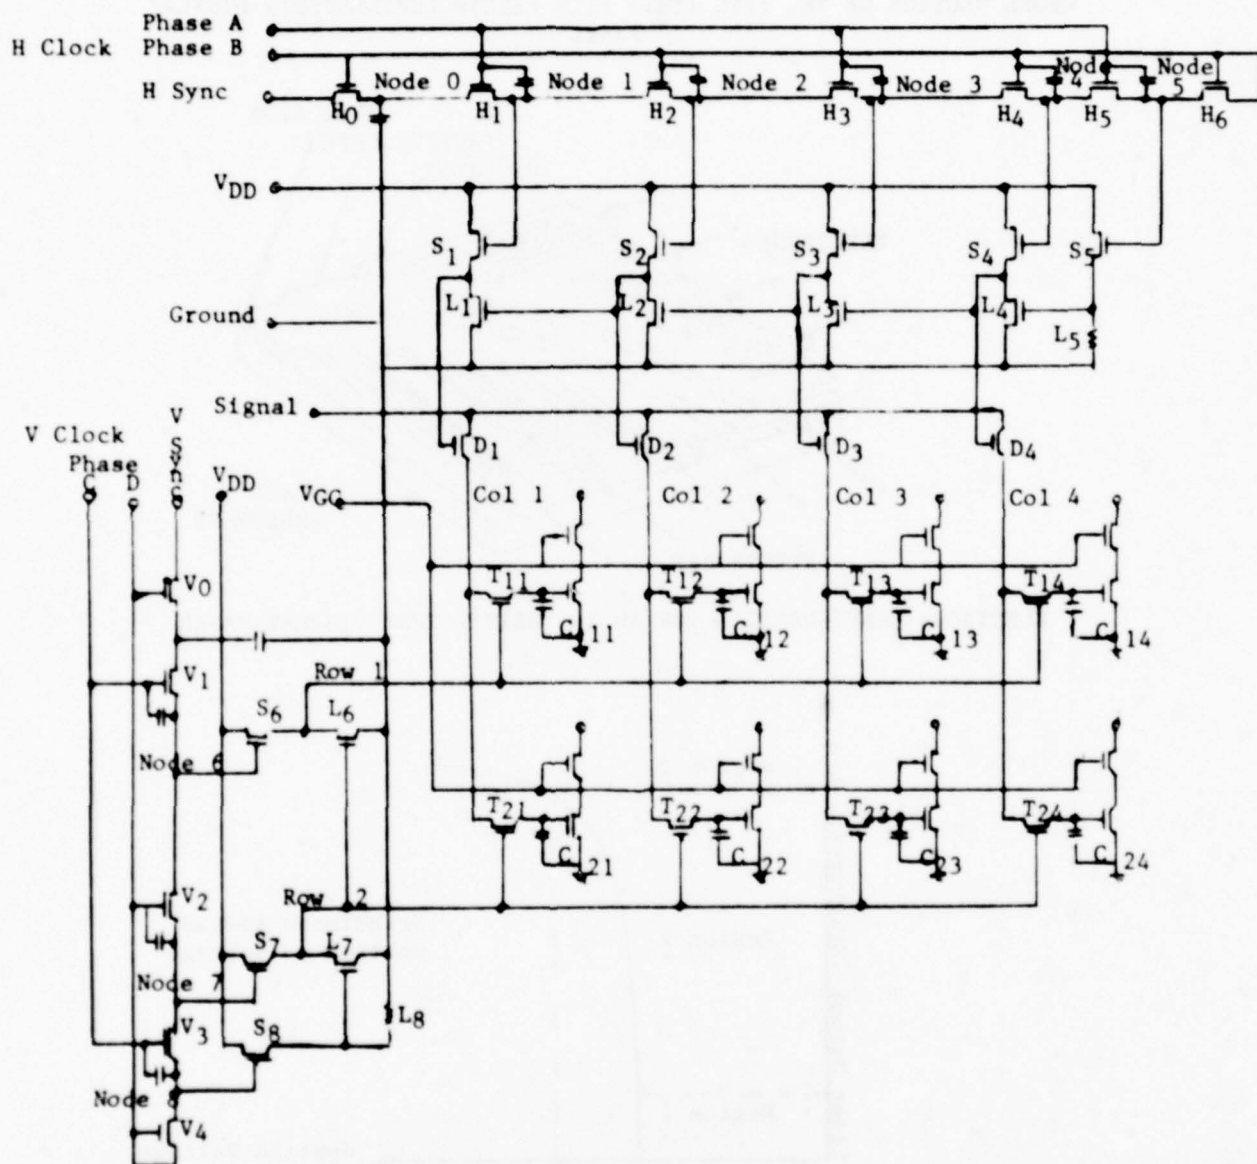 Phase A
H Clock Phase B
Node 0 Node 1 Node 2 Node 3 Nod 4 Node 5
H Sync
H0 H1 H2 H3 H4 H5 H6
VDD
S1 S2 S3 S4 S5
Ground
L1 L2 L3 L4
L5
Signal
V Sync
V Clock
Phase
C D
VDD
D1 D2 D3 D4
VGG
Col 1 Col 2 Col 3 Col 4
V0
T11 T12 T13 T14
C11 C12 C13 C14
V1
Row 1
S6 L6
Node 6
T21 T22 T23 T24
C21 C22 C23 C24
V2
Row 2
S7 L7
Node 7
L8
V3
S8
Node 8
V4